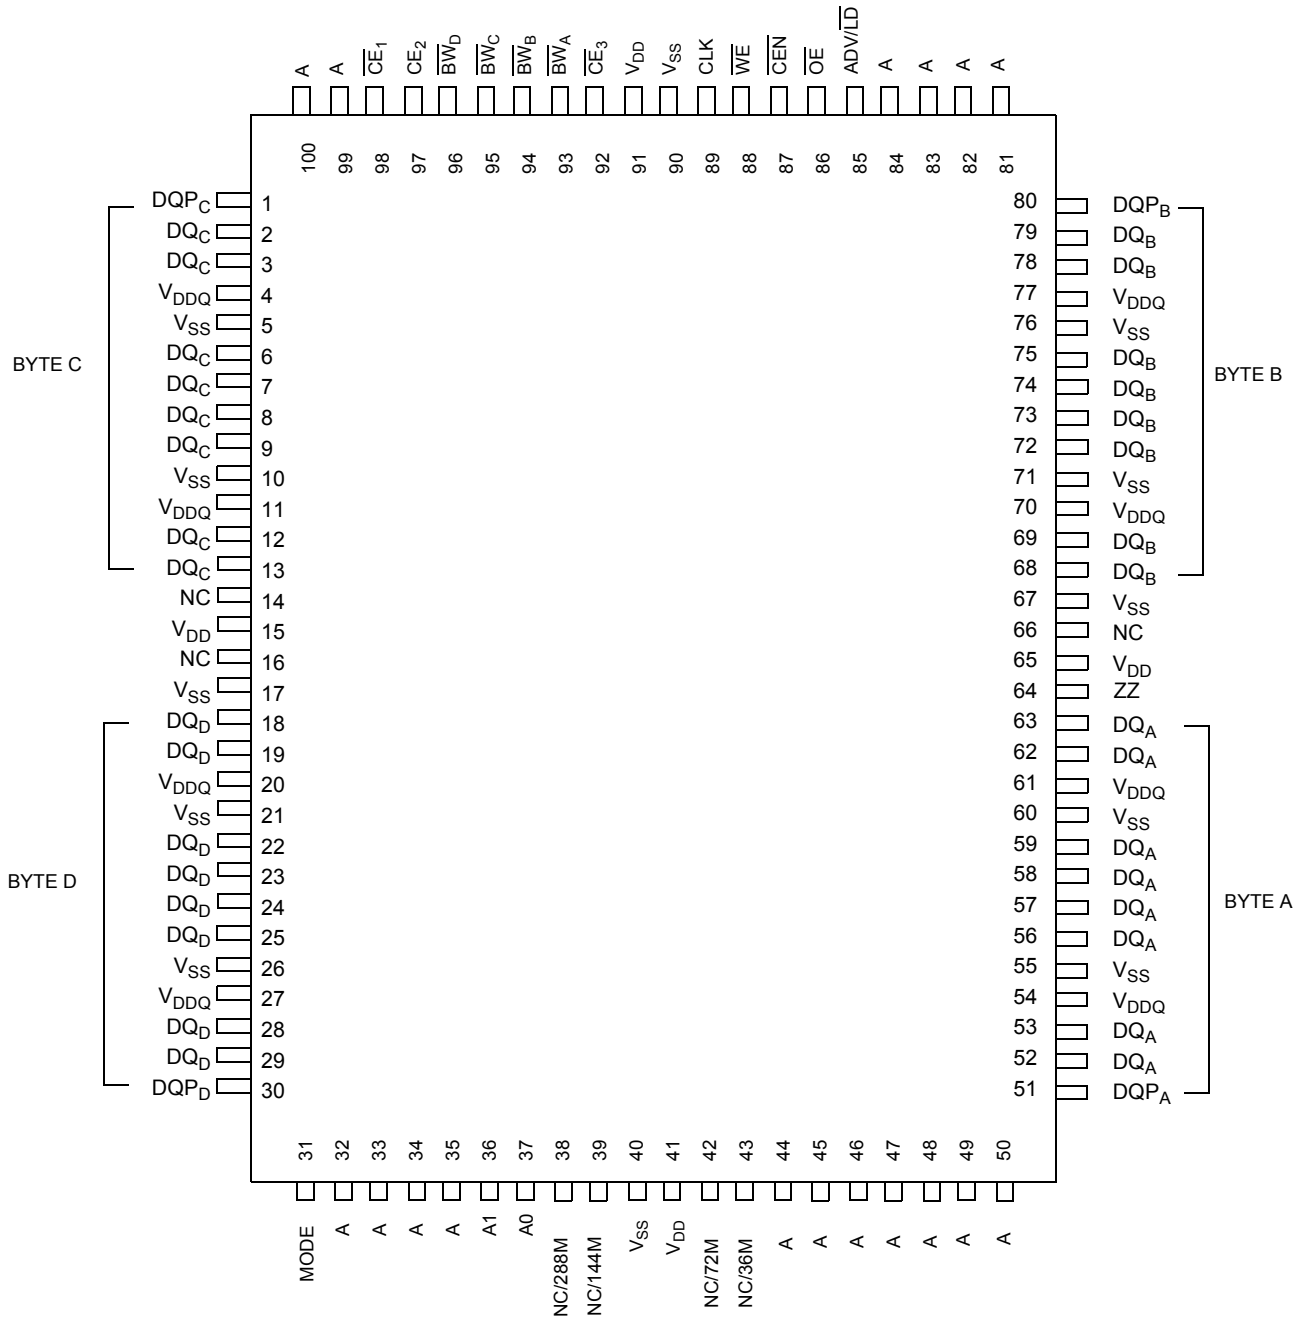 A A CE1 CE2 BWD BWC BWB BWA CE3 VDD VSS CLK WE CEN OE ADV/LD A A A A
100 99 98 97 96 95 94 93 92 91 90 89 88 87 86 85 84 83 82 81
DQPC 1 80 DQPB
DQC 2 79 DQB
DQC 3 78 DQB
VDDQ 4 77 VDDQ
VSS 5 76 VSS
DQC 6 75 DQB
BYTE C
BYTE B
DQC 7 74 DQB
DQC 8 73 DQB
DQC 9 72 DQB
VSS 10 71 VSS
VDDQ 11 70 VDDQ
DQC 12 69 DQB
DQC 13 68 DQB
NC 14 67 VSS
VDD 15 66 NC
NC 16 65 VDD
VSS 17 64 ZZ
DQD 18 63 DQA
DQD 19 62 DQA
VDDQ 20 61 VDDQ
VSS 21 60 VSS
DQD 22 59 DQA
DQD 23 58 DQA
BYTE D
BYTE A
DQD 24 57 DQA
DQD 25 56 DQA
VSS 26 55 VSS
VDDQ 27 54 VDDQ
DQD 28 53 DQA
DQD 29 52 DQA
DQPD 30 51 DQPA
31 32 33 34 35 36 37 38 39 40 41 42 43 44 45 46 47 48 49 50
MODE A A A A A1 A0 NC/288M NC/144M VSS VDD NC/72M NC/36M A A A A A A A